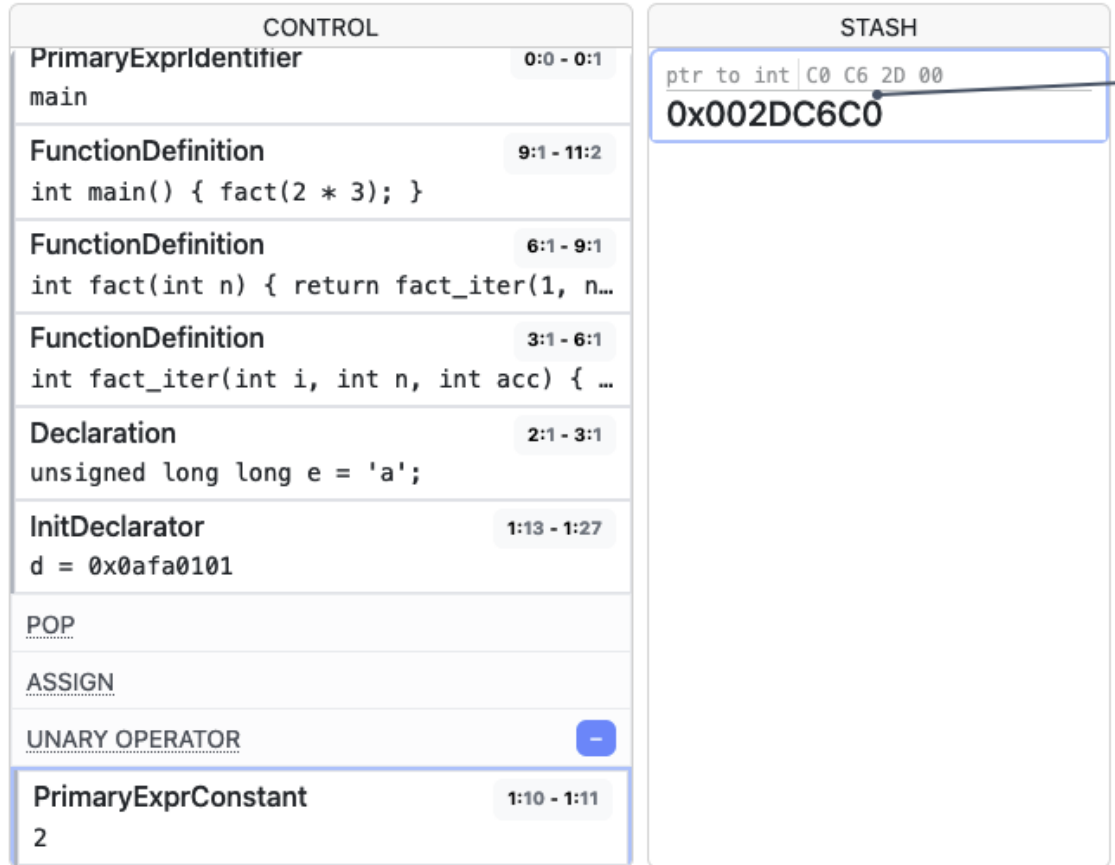 CONTROL
PrimaryExprIdentifier 0:0 - 0:1
main
FunctionDefinition 9:1 - 11:2
int main() { fact(2 * 3); }
FunctionDefinition 6:1 - 9:1
int fact(int n) { return fact_iter(1, n…
FunctionDefinition 3:1 - 6:1
int fact_iter(int i, int n, int acc) { …
Declaration 2:1 - 3:1
unsigned long long e = 'a';
InitDeclarator 1:13 - 1:27
d = 0x0afa0101
POP
ASSIGN
UNARY OPERATOR -
PrimaryExprConstant 1:10 - 1:11
2
STASH
ptr to int C0 C6 2D 00
0x002DC6C0